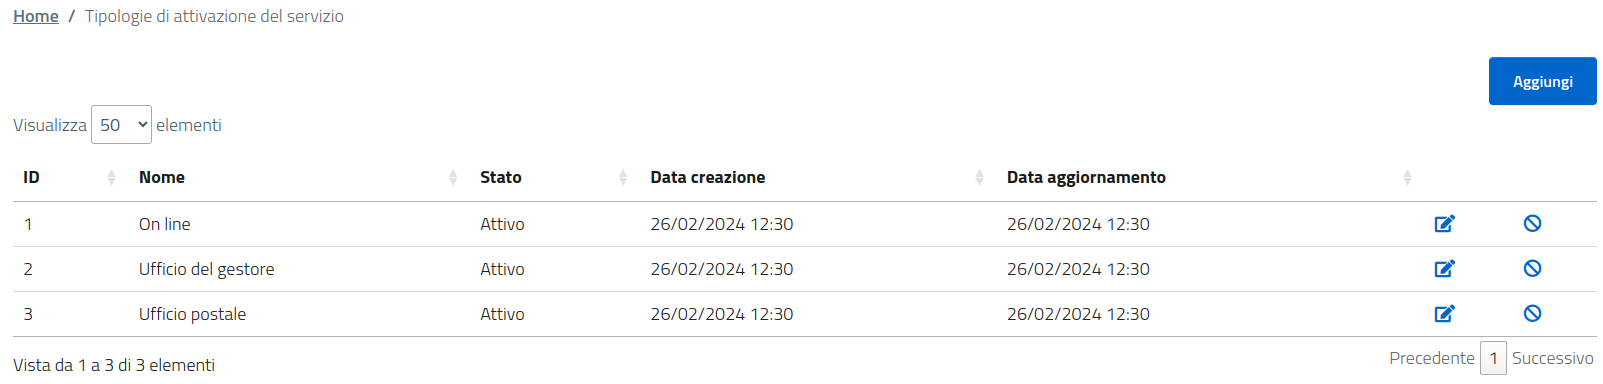 Home / Tipologie di attivazione del servizio
Aggiungi
Visualizza 50 elementi
ID Nome Stato Data creazione Data aggiornamento
1 On line Attivo 26/02/2024 12:30 26/02/2024 12:30
2 Ufficio del gestore Attivo 26/02/2024 12:30 26/02/2024 12:30
3 Ufficio postale Attivo 26/02/2024 12:30 26/02/2024 12:30
Vista da 1 a 3 di 3 elementi
Precedente 1 Successivo